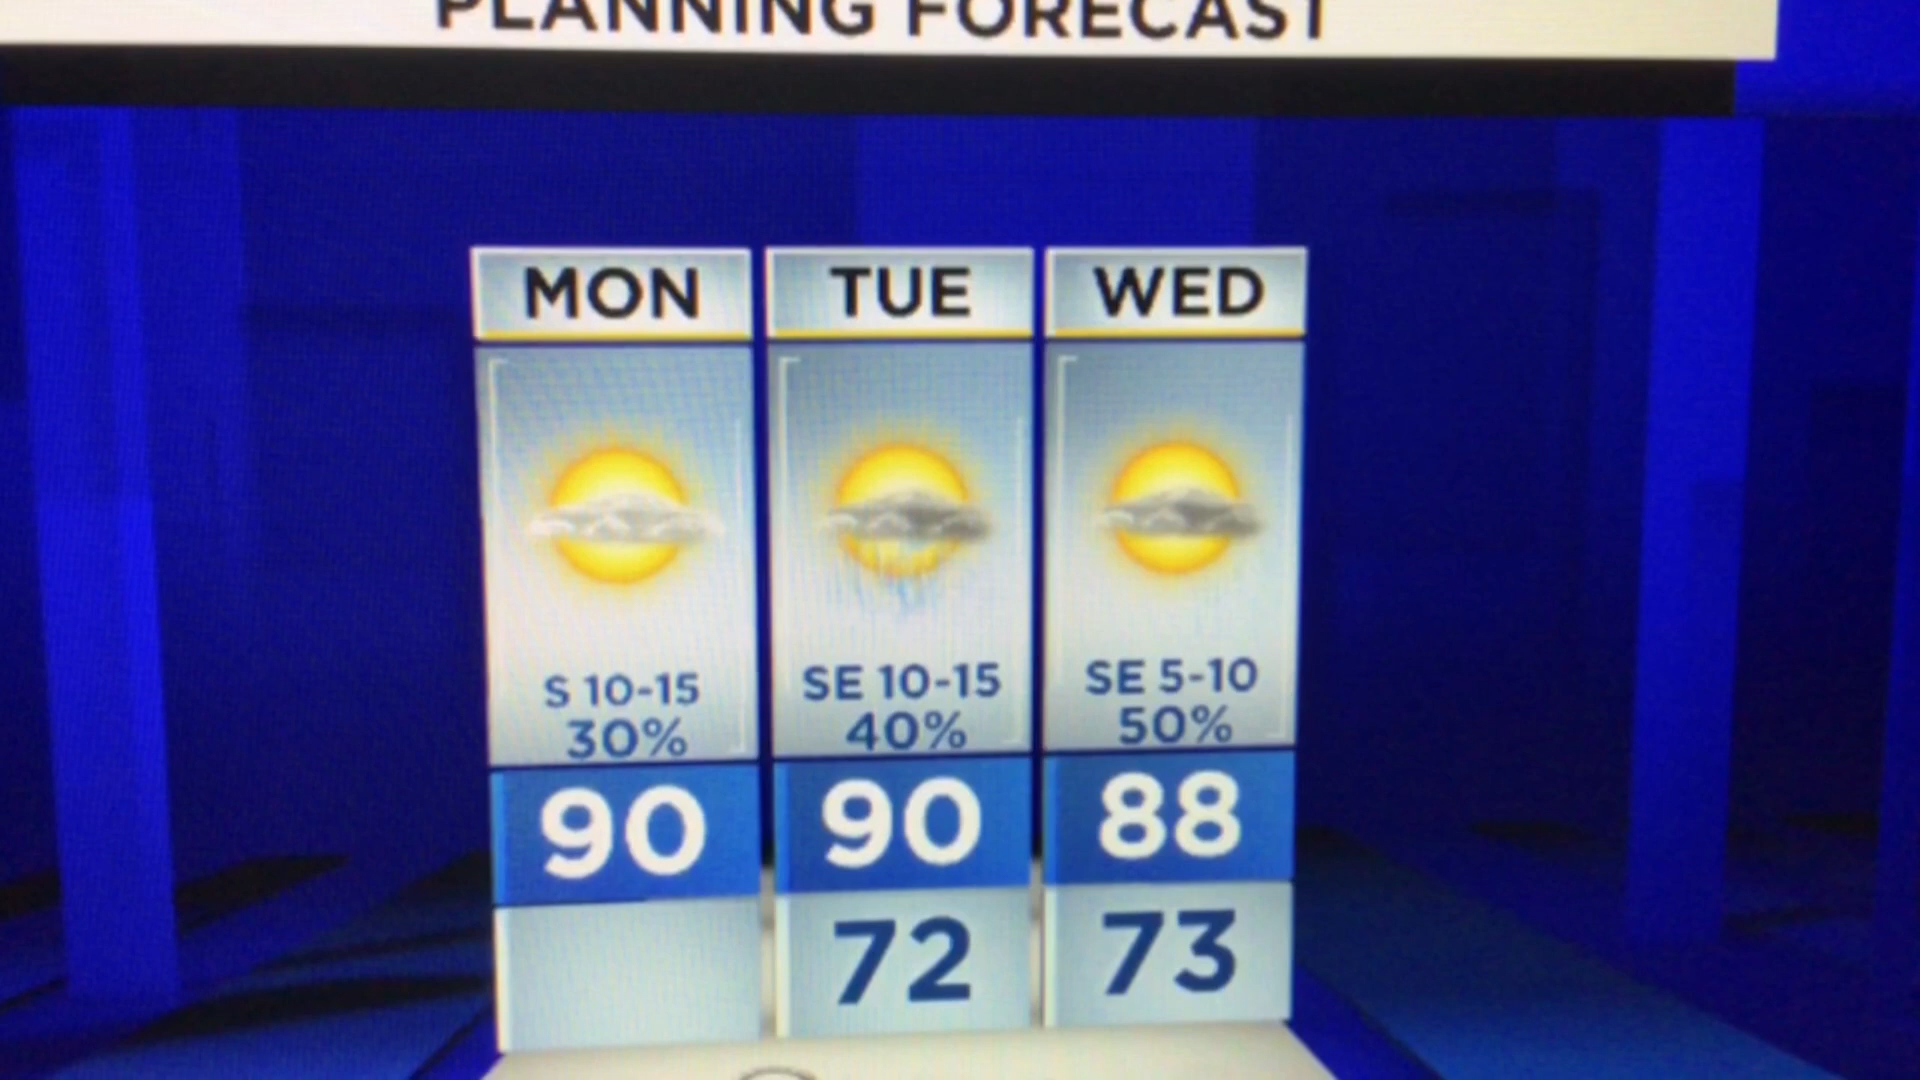 PLANNING FORECAST
MON TUE WED
S 10-15 SE 10-15 SE 5-10
30% 40% 50%
90 90 88
72 73